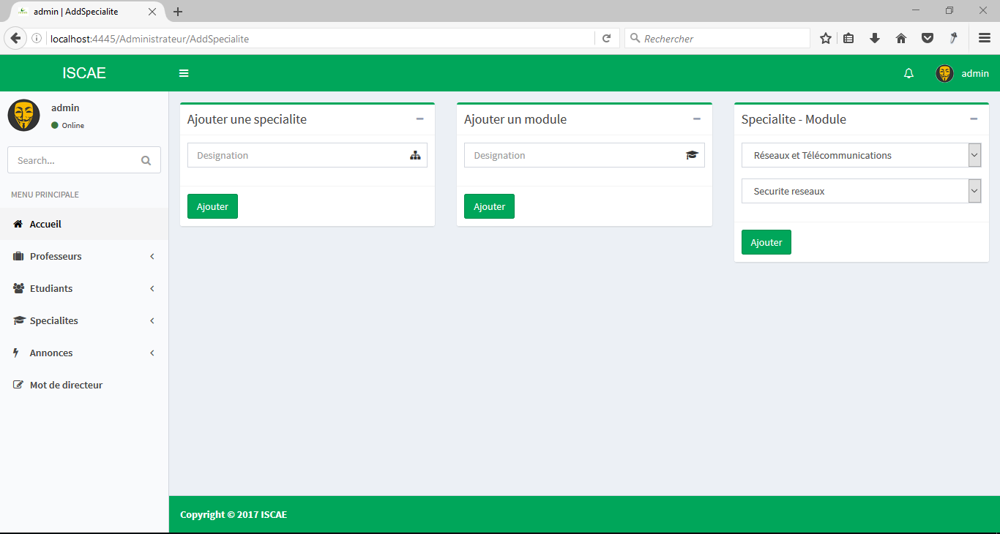 admin | AddSpecialite
localhost:4445/Administrateur/AddSpecialite
Rechercher
ISCAE
admin
admin
Online
Search...
MENU PRINCIPALE
Accueil
Professeurs
Etudiants
Specialites
Annonces
Mot de directeur
Ajouter une specialite
Designation
Ajouter
Ajouter un module
Designation
Ajouter
Specialite - Module
Réseaux et Télécommunications
Securite reseaux
Ajouter
Copyright © 2017 ISCAE